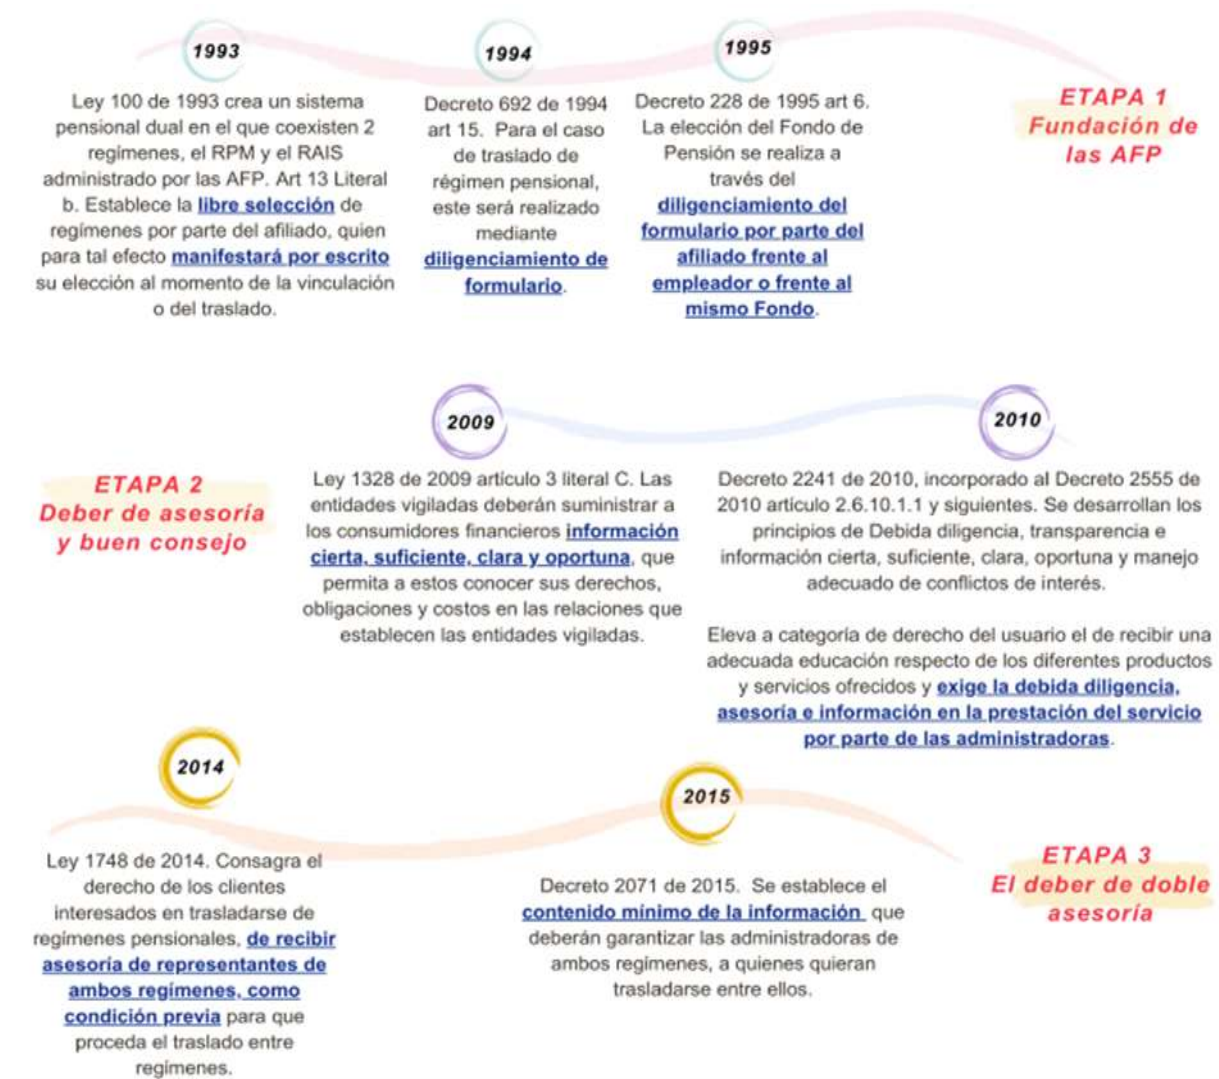 1993
Ley 100 de 1993 crea un sistema
pensional dual en el que coexisten 2
regímenes, el RPM y el RAIS
administrado por las AFP. Art 13 Literal
b. Establece la libre selección de
regímenes por parte del afiliado, quien
para tal efecto manifestará por escrito
su elección al momento de la vinculación
o del traslado.
1994
Decreto 692 de 1994
art 15. Para el caso
de traslado de
régimen pensional,
este será realizado
mediante
diligenciamiento de
formulario.
1995
Decreto 228 de 1995 art 6.
La elección del Fondo de
Pensión se realiza a
través del
diligenciamiento del
formulario por parte del
afiliado frente al
empleador o frente al
mismo Fondo.
ETAPA 1
Fundación de
las AFP
ETAPA 2
Deber de asesoría
y buen consejo
2009
Ley 1328 de 2009 artículo 3 literal C. Las
entidades vigiladas deberán suministrar a
los consumidores financieros información
cierta, suficiente, clara y oportuna, que
permita a estos conocer sus derechos,
obligaciones y costos en las relaciones que
establecen las entidades vigiladas.
2010
Decreto 2241 de 2010, incorporado al Decreto 2555 de
2010 artículo 2.6.10.1.1 y siguientes. Se desarrollan los
principios de Debida diligencia, transparencia e
información cierta, suficiente, clara, oportuna y manejo
adecuado de conflictos de interés.
Eleva a categoría de derecho del usuario el de recibir una
adecuada educación respecto de los diferentes productos
y servicios ofrecidos y exige la debida diligencia,
asesoría e información en la prestación del servicio
por parte de las administradoras.
2014
Ley 1748 de 2014. Consagra el
derecho de los clientes
interesados en trasladarse de
regímenes pensionales, de recibir
asesoría de representantes de
ambos regímenes, como
condición previa para que
proceda el traslado entre
regímenes.
2015
Decreto 2071 de 2015. Se establece el
contenido mínimo de la información que
deberán garantizar las administradoras de
ambos regímenes, a quienes quieran
trasladarse entre ellos.
ETAPA 3
El deber de doble
asesoría